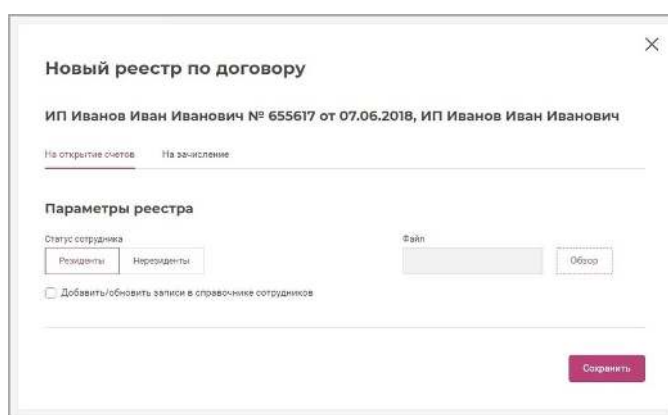 Новый реестр по договору
ИП Иванов Иван Иванович № 655617 от 07.06.2018, ИП Иванов Иван Иванович
На открытие счетов На зачисление
Параметры реестра
Статус сотрудника Файл
Резиденты Нерезиденты Обзор
Добавить/обновить записи в справочнике сотрудников
Сохранить